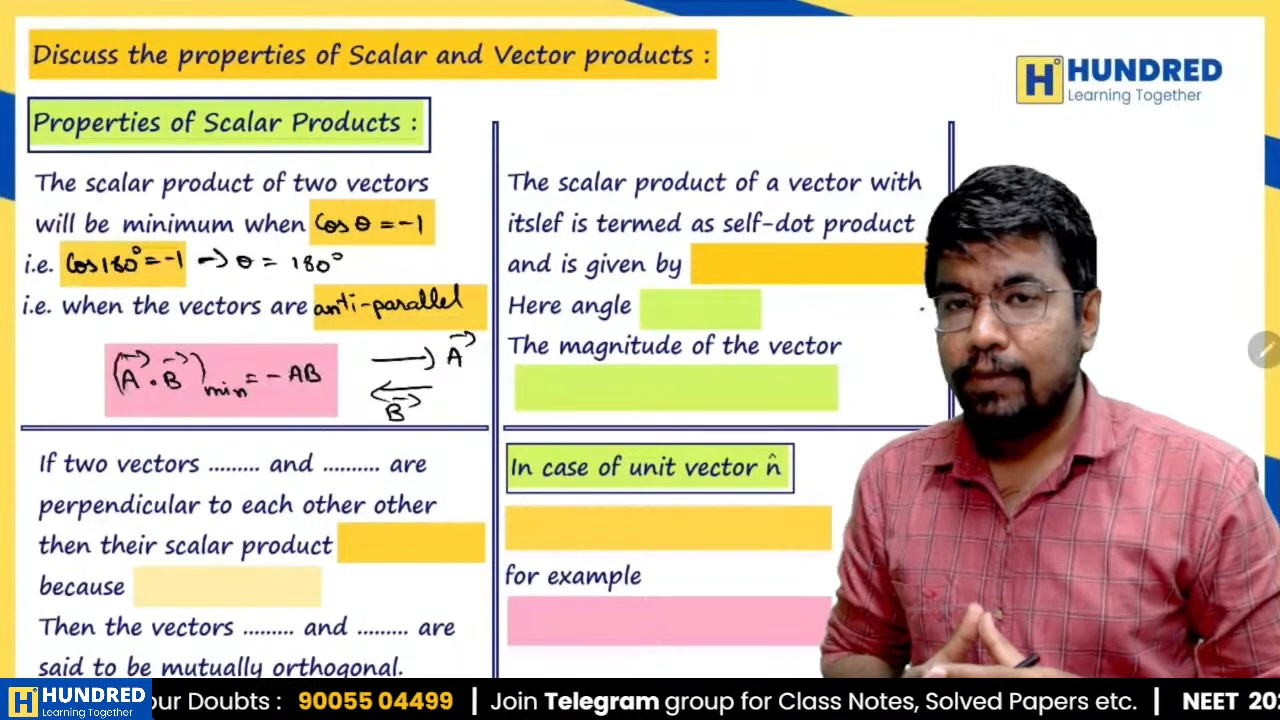 Discuss the properties of Scalar and Vector products :
H° HUNDRED
Learning Together
Properties of Scalar Products :
The scalar product of two vectors
will be minimum when cos θ = -1
i.e. cos 180° = -1 → θ = 180°
i.e. when the vectors are anti-parallel
(A⃗ . B⃗)min = - AB
A⃗
B⃗
The scalar product of a vector with
itslef is termed as self-dot product
and is given by
Here angle
The magnitude of the vector
If two vectors ......... and .......... are
perpendicular to each other other
then their scalar product
because
Then the vectors ......... and ......... are
said to be mutually orthogonal.
In case of unit vector n̂
for example
H° HUNDRED
Learning Together
our Doubts : 90055 04499 | Join Telegram group for Class Notes, Solved Papers etc. | NEET 202